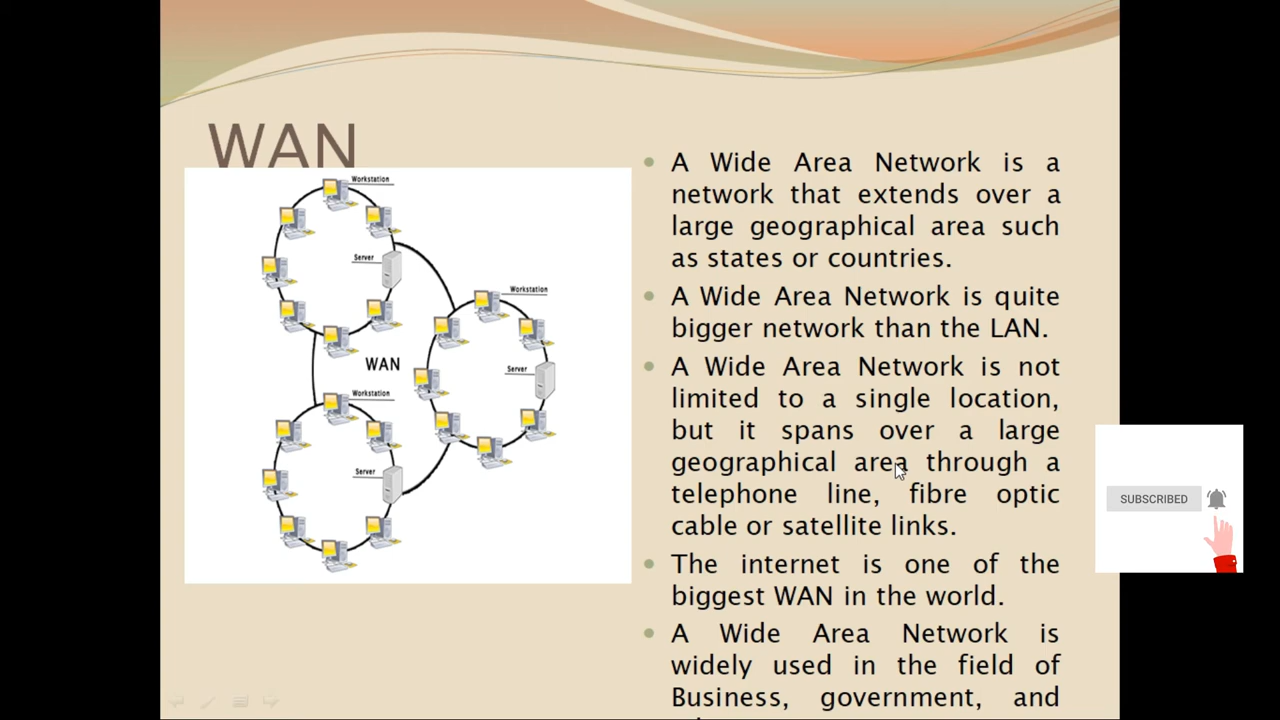 WAN
Workstation
Server
Workstation
Server
WAN
Workstation
Server
A Wide Area Network is a
network that extends over a
large geographical area such
as states or countries.
A Wide Area Network is quite
bigger network than the LAN.
A Wide Area Network is not
limited to a single location,
but it spans over a large
geographical area through a
telephone line, fibre optic
cable or satellite links.
The internet is one of the
biggest WAN in the world.
A Wide Area Network is
widely used in the field of
Business, government, and
SUBSCRIBED